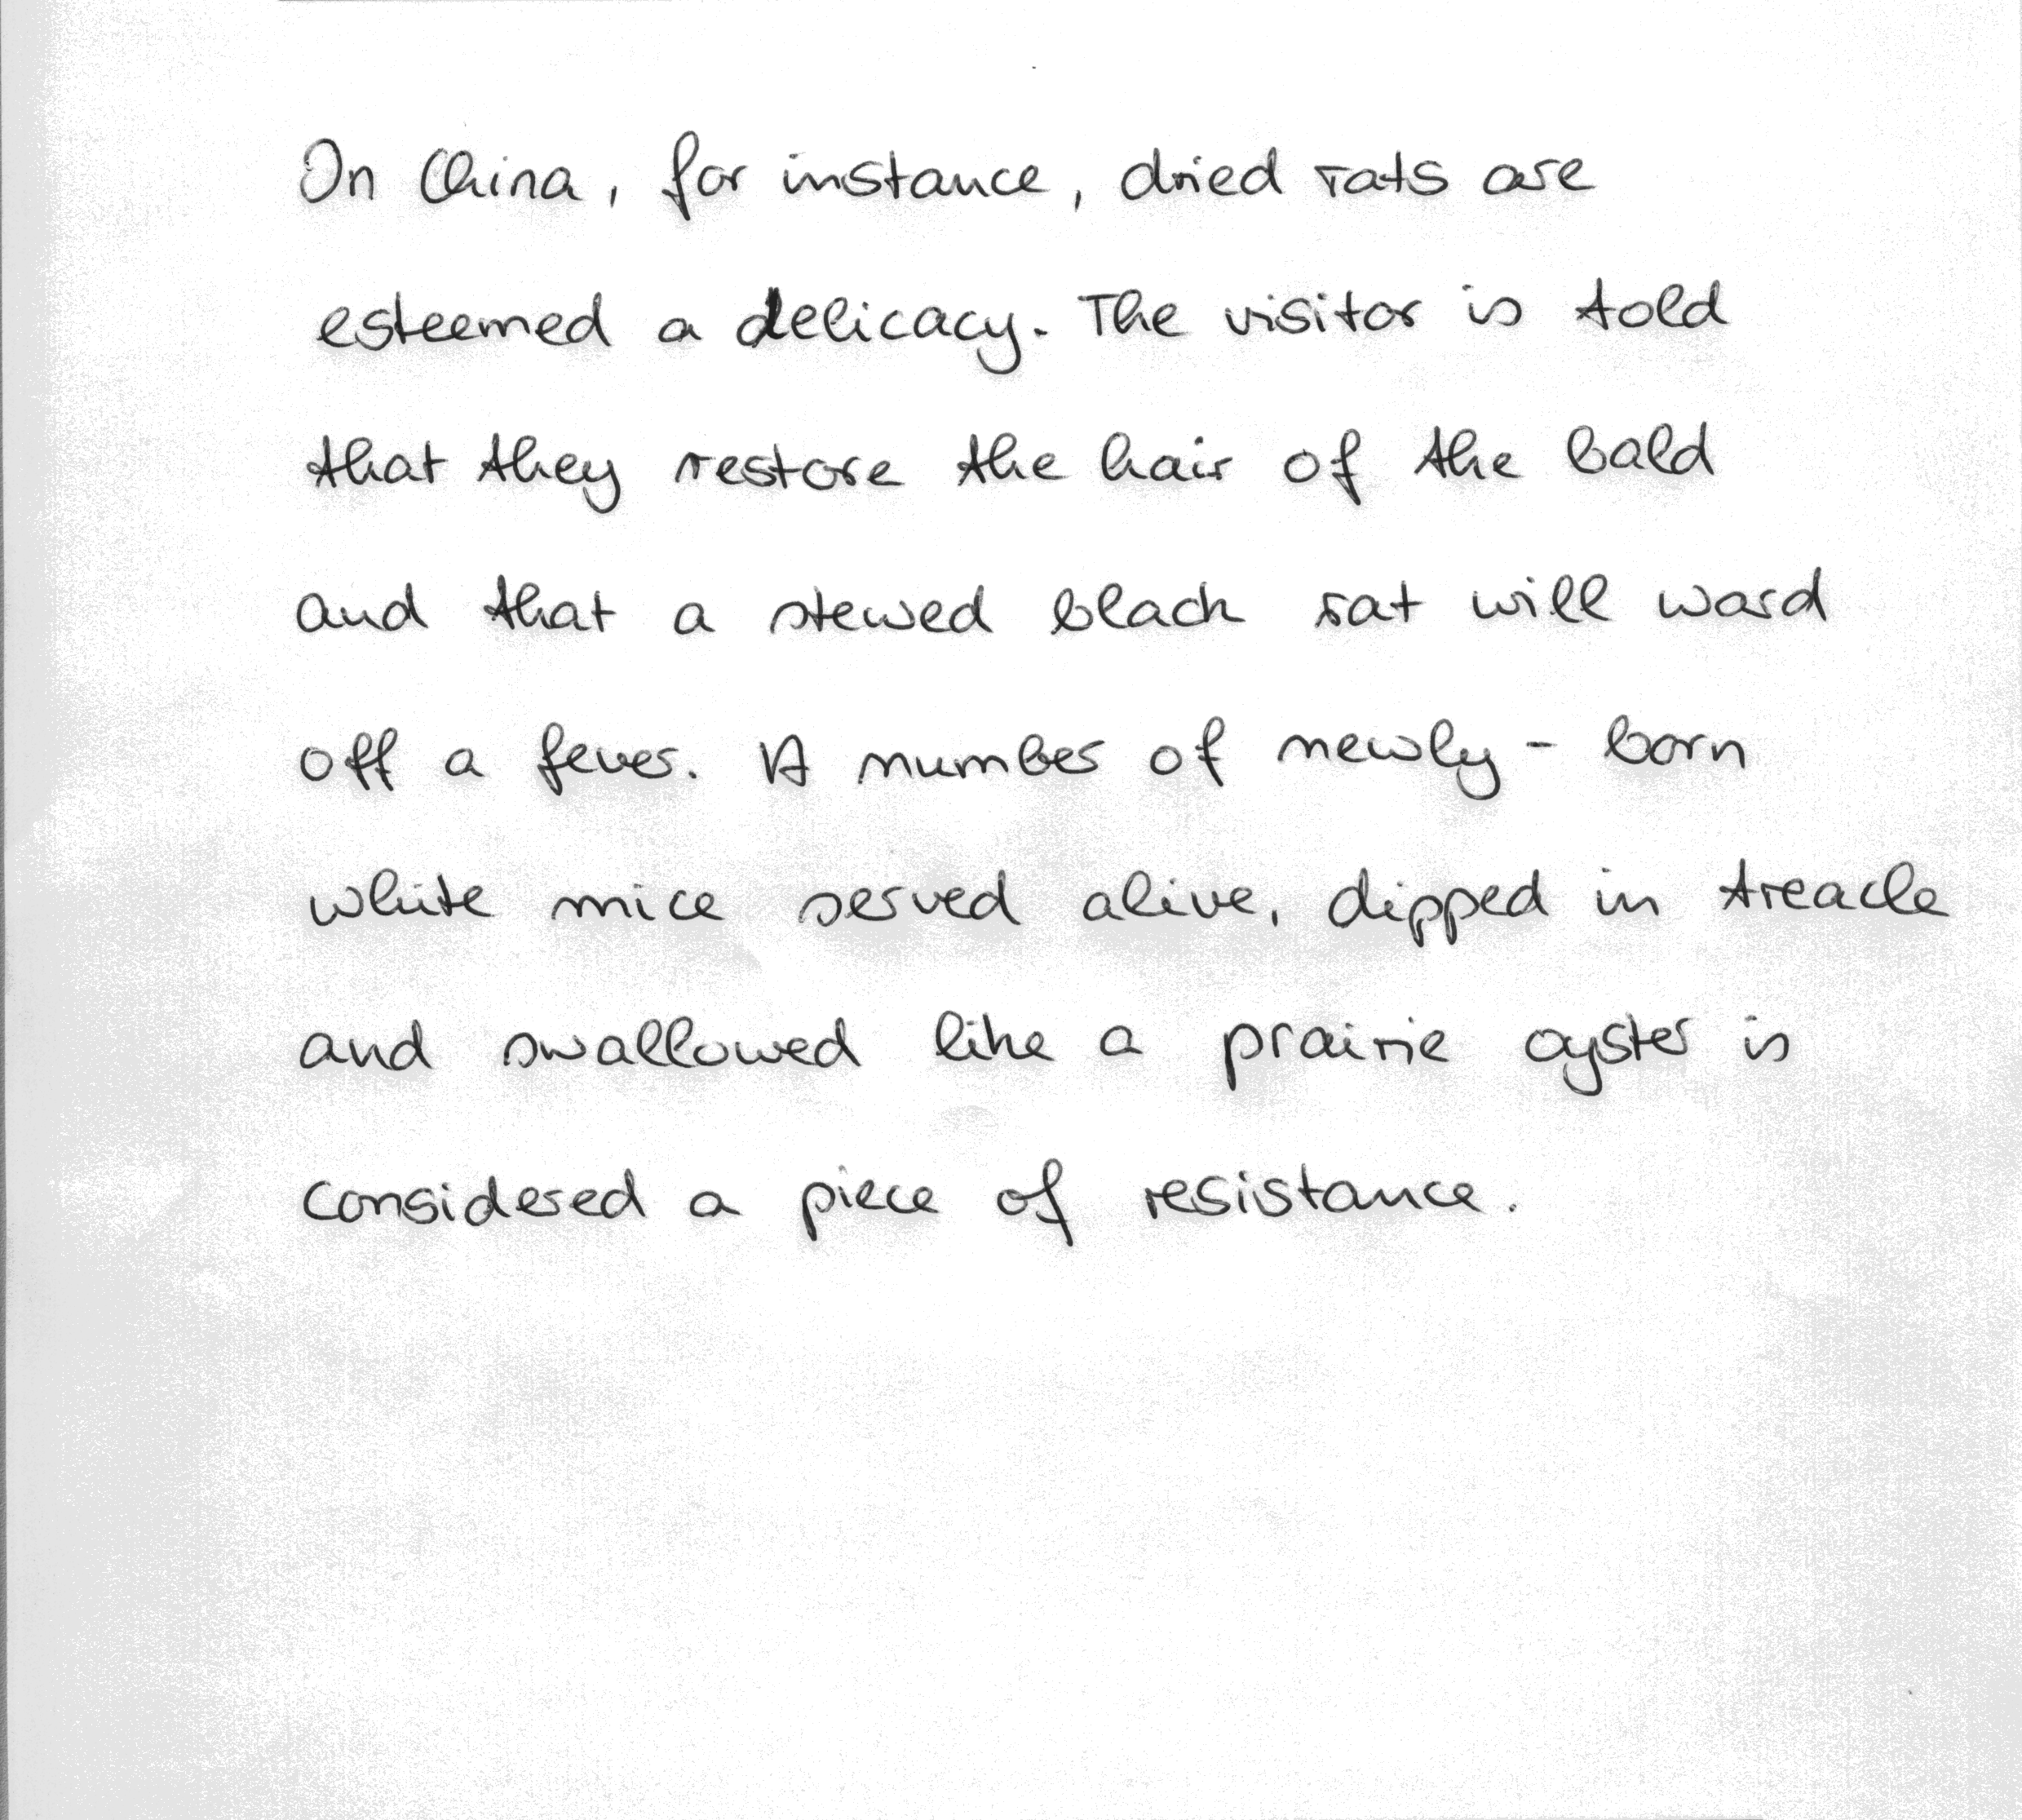 In China, for instance, dried rats are
esteemed a delicacy. The visitor is told
that they restore the hair of the bald
and that a stewed black rat will ward
off a fever. A number of newly - born
white mice served alive, dipped in treacle
and swallowed like a prairie oyster is
considered a piece of resistance.